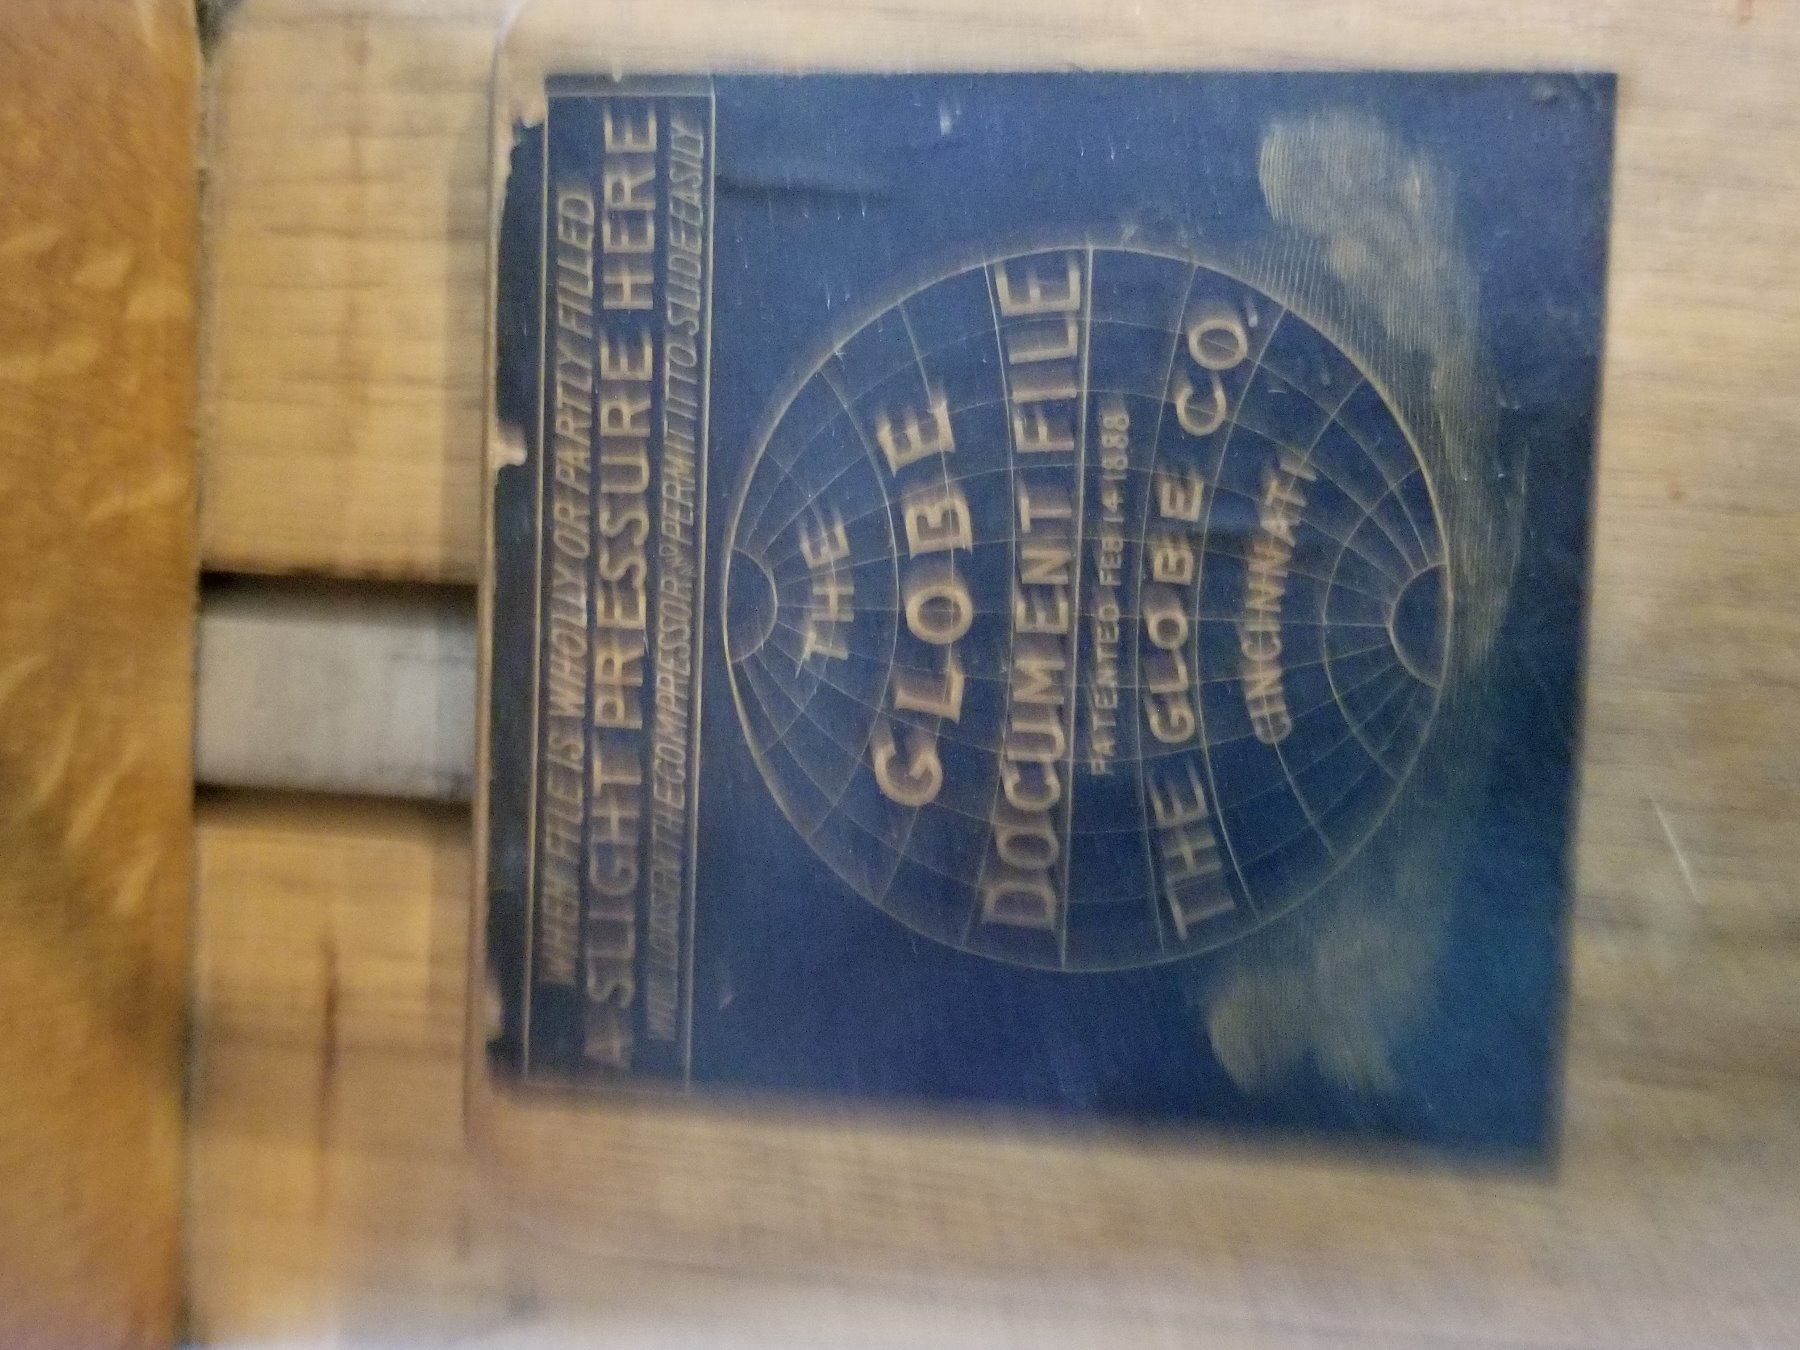 WHEN FILE IS WHOLLY OR PARTLY FILLED
A SLIGHT PRESSURE HERE
WILL LOOSEN THE COMPRESSOR AND PERMIT IT TO SLIDE EASILY
THE
GLOBE
DOCUMENT FILE
PATENTED FEB 14 1888
THE GLOBE CO.
CINCINNATI